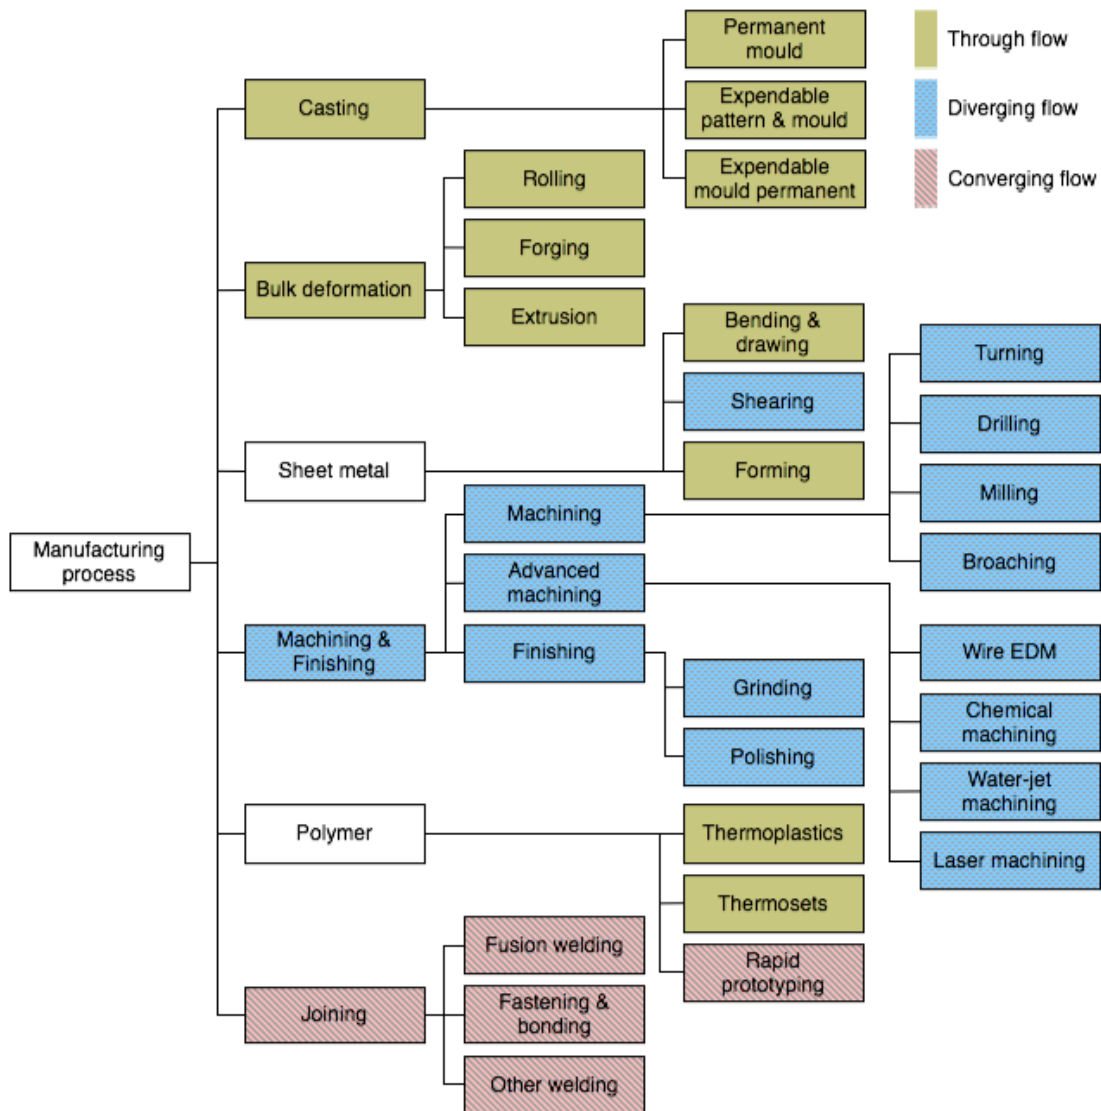 Permanent
mould
Through flow
Casting
Expendable
pattern & mould
Diverging flow
Rolling
Expendable
mould permanent
Converging flow
Forging
Bulk deformation
Extrusion
Bending &
drawing
Turning
Shearing
Drilling
Sheet metal
Forming
Machining
Milling
Manufacturing
process
Advanced
machining
Broaching
Machining &
Finishing
Finishing
Wire EDM
Grinding
Chemical
machining
Polishing
Water-jet
machining
Polymer
Thermoplastics
Laser machining
Thermosets
Fusion welding
Rapid
prototyping
Joining
Fastening &
bonding
Other welding